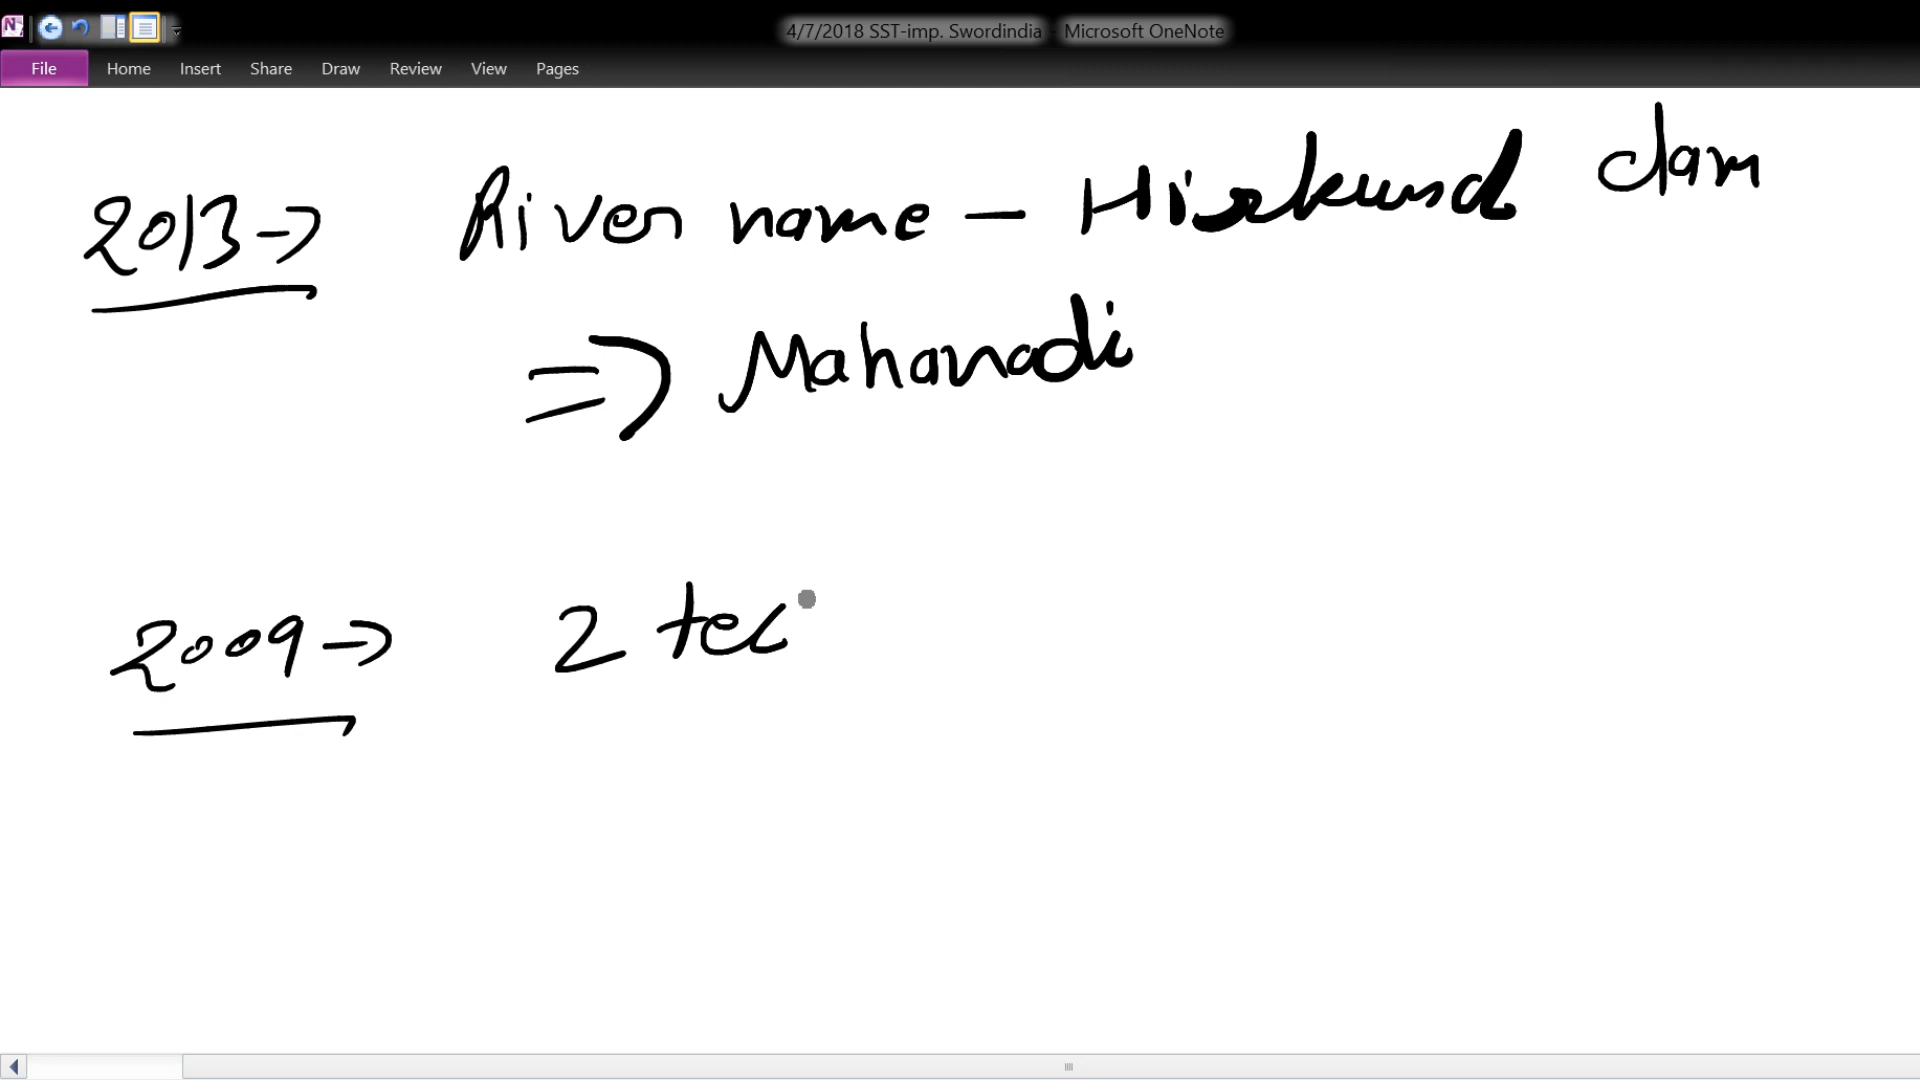 4/7/2018 SST-imp. Swordindia - Microsoft OneNote
File Home Insert Share Draw Review View Pages
2013→ River name – Hirakund dam
⇒ Mahanadi
2009→ 2 tec